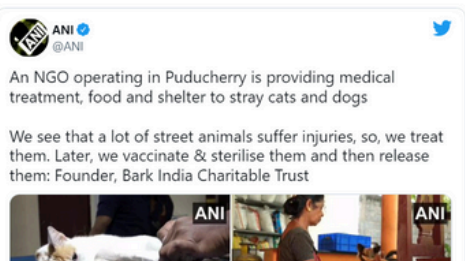 ANI
@ANI
An NGO operating in Puducherry is providing medical
treatment, food and shelter to stray cats and dogs
We see that a lot of street animals suffer injuries, so, we treat
them. Later, we vaccinate & sterilise them and then release
them: Founder, Bark India Charitable Trust
ANI
ANI